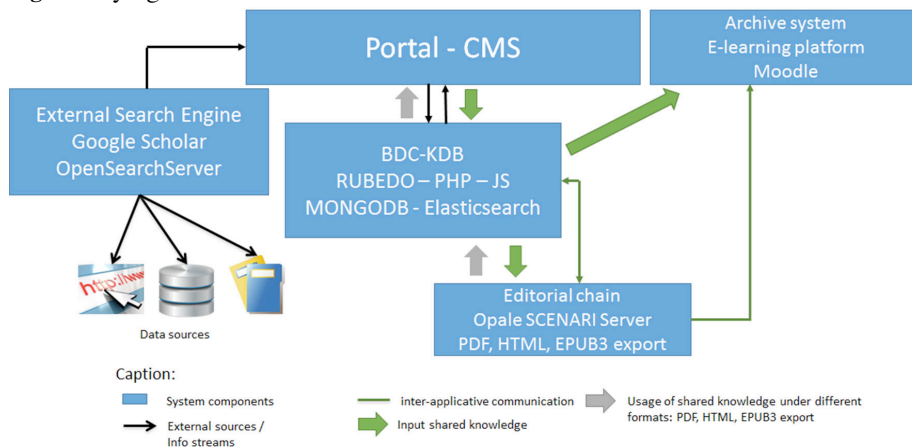 Portal - CMS
Archive system
E-learning platform
Moodle
External Search Engine
Google Scholar
OpenSearchServer
BDC-KDB
RUBEDO – PHP – JS
MONGODB - Elasticsearch
http://www
Data sources
Editorial chain
Opale SCENARI Server
PDF, HTML, EPUB3 export
Caption:
System components
External sources /
Info streams
inter-applicative communication
Input shared knowledge
Usage of shared knowledge under different
formats: PDF, HTML, EPUB3 export